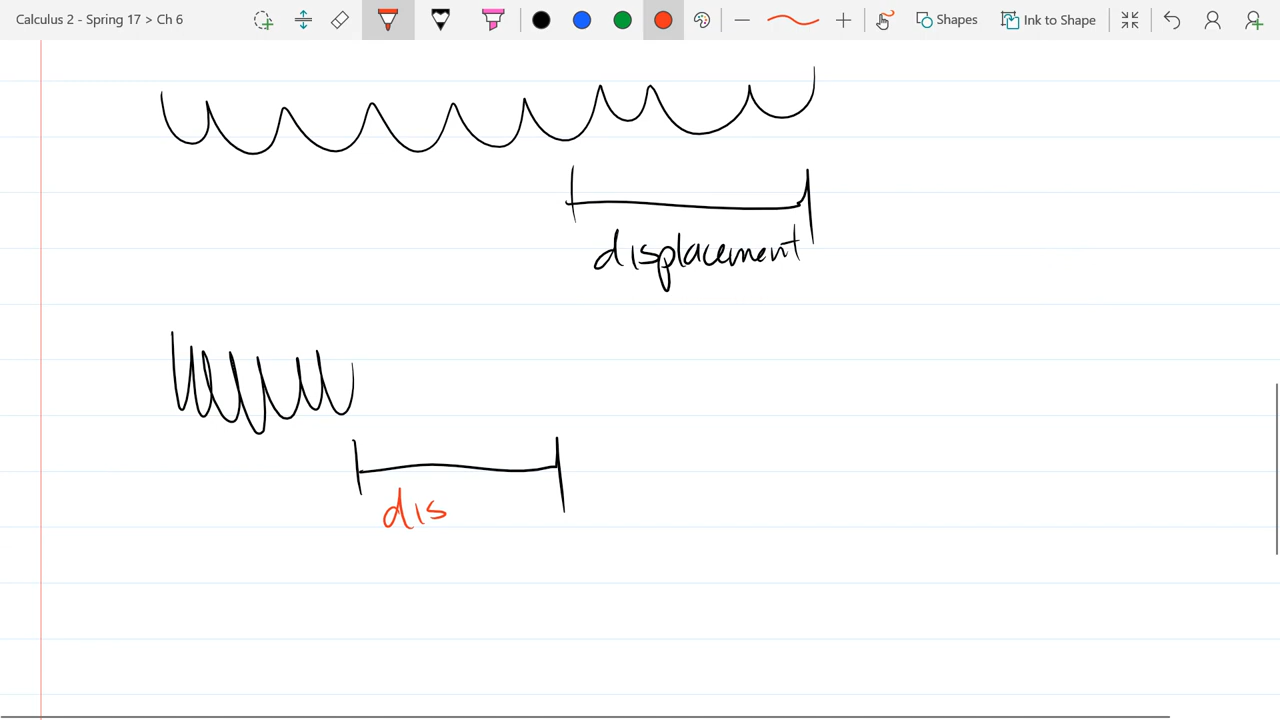 Calculus 2 - Spring 17 > Ch 6
Shapes
Ink to Shape
displacement
dis